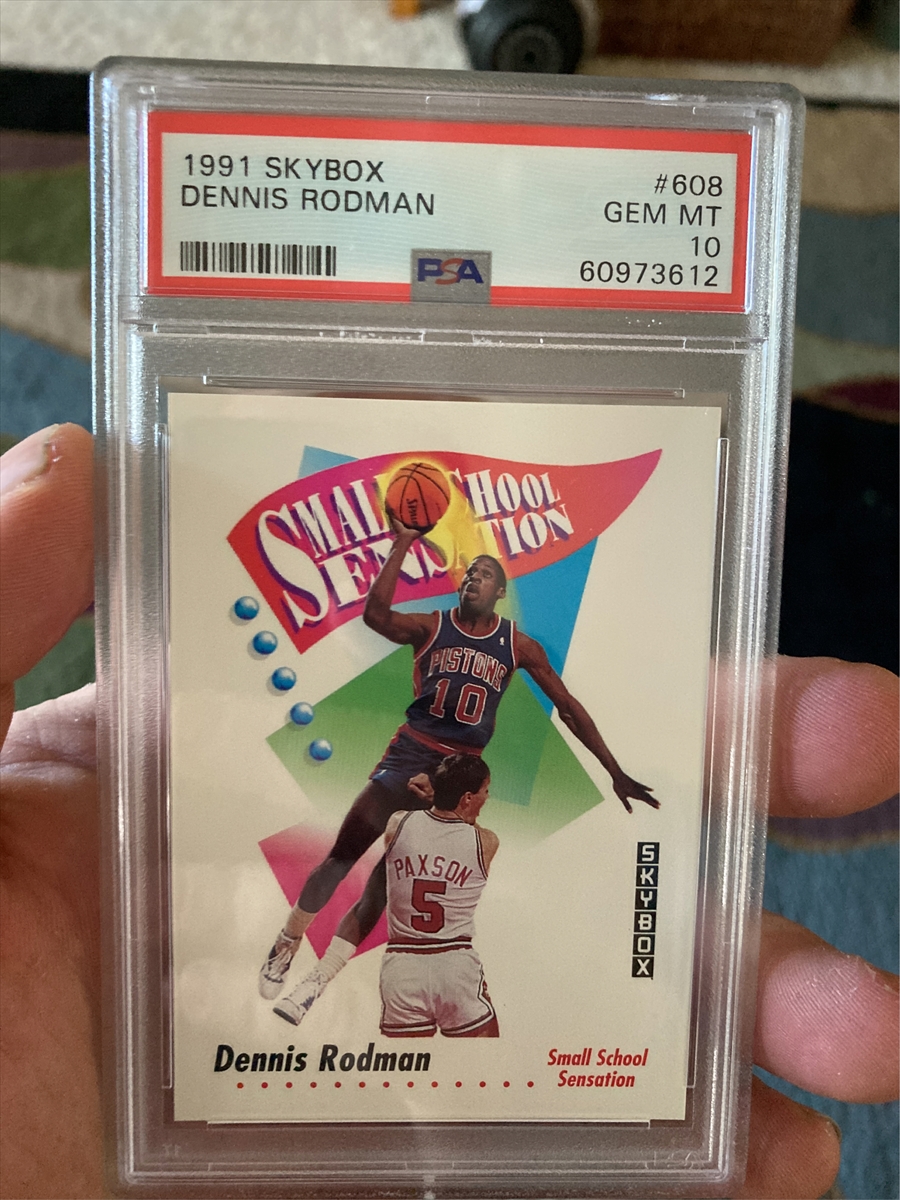 1991 SKYBOX
#608
DENNIS RODMAN
GEM MT
10
PSA
60973612
SMALL SCHOOL
SENSATION
PISTONS
10
PAXSON
5
SKYBOX
Dennis Rodman
Small School
Sensation